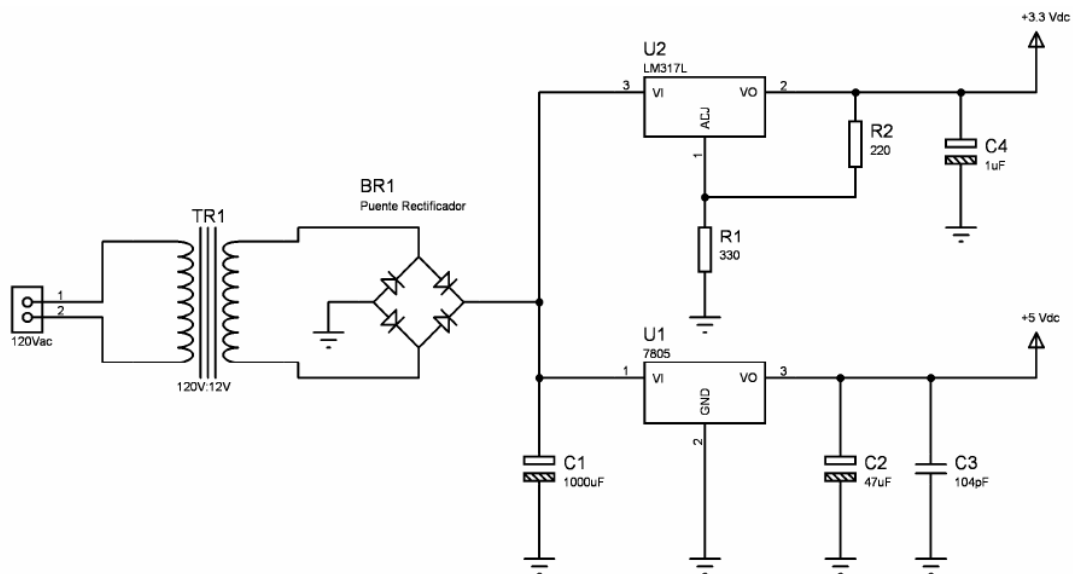 +3.3 Vdc
U2
LM317L
3
VI
VO
2
ADJ
1
R2
220
C4
1uF
BR1
Puente Rectificador
TR1
R1
330
1
2
120Vac
120V:12V
+5 Vdc
U1
7805
1
VI
VO
3
GND
2
C1
1000uF
C2
47uF
C3
104pF